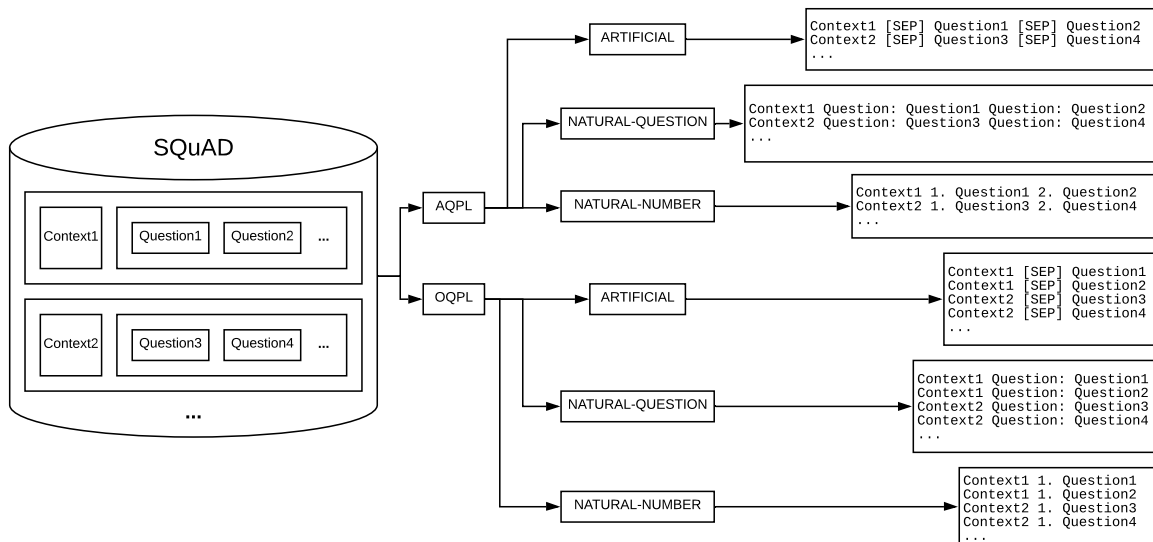 SQuAD
Context1
Question1
Question2
...
Context2
Question3
Question4
...
...
AQPL
OQPL
ARTIFICIAL
Context1 [SEP] Question1 [SEP] Question2
Context2 [SEP] Question3 [SEP] Question4
...
NATURAL-QUESTION
Context1 Question: Question1 Question: Question2
Context2 Question: Question3 Question: Question4
...
NATURAL-NUMBER
Context1 1. Question1 2. Question2
Context2 1. Question3 2. Question4
...
ARTIFICIAL
Context1 [SEP] Question1
Context1 [SEP] Question2
Context2 [SEP] Question3
Context2 [SEP] Question4
...
NATURAL-QUESTION
Context1 Question: Question1
Context1 Question: Question2
Context2 Question: Question3
Context2 Question: Question4
...
NATURAL-NUMBER
Context1 1. Question1
Context1 1. Question2
Context2 1. Question3
Context2 1. Question4
...